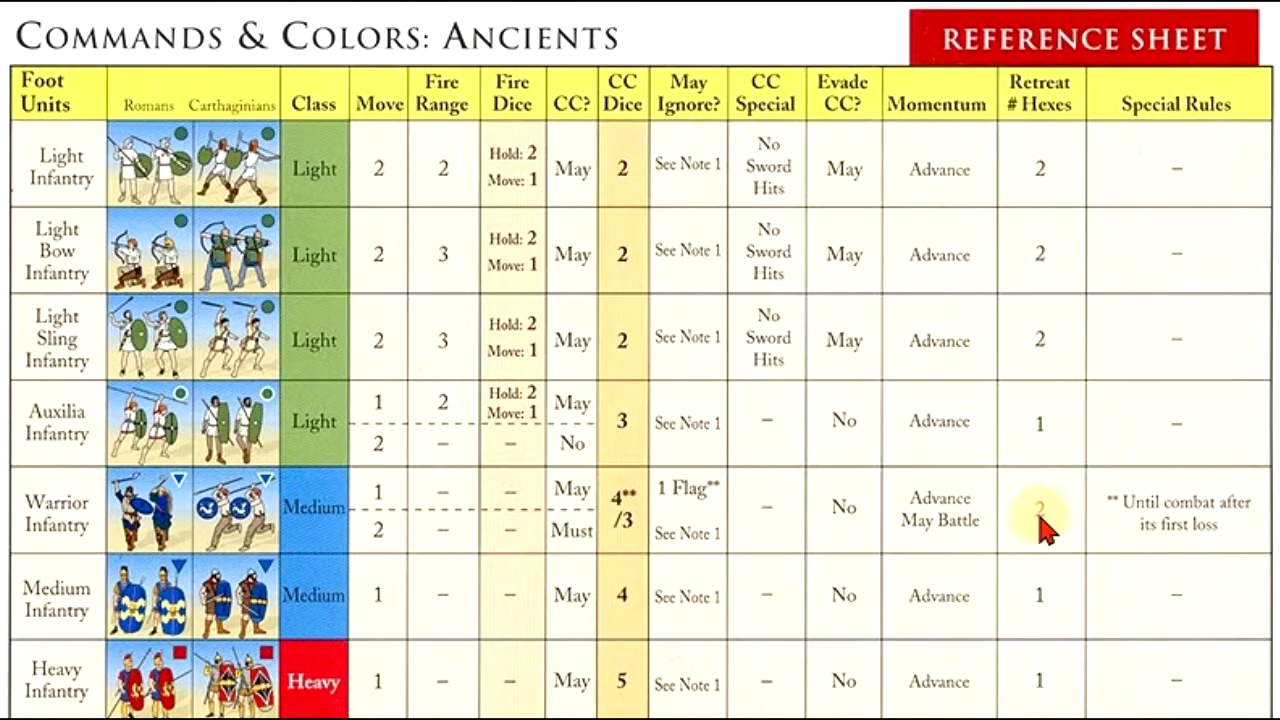 COMMANDS & COLORS: ANCIENTS
REFERENCE SHEET
Foot Units Romans Carthaginians Class Move Fire Range Fire Dice CC? CC Dice May Ignore? CC Special Evade CC? Momentum Retreat # Hexes Special Rules
Light Infantry Light 2 2 Hold: 2 Move: 1 May 2 See Note 1 No Sword Hits May Advance 2 –
Light Bow Infantry Light 2 3 Hold: 2 Move: 1 May 2 See Note 1 No Sword Hits May Advance 2 –
Light Sling Infantry Light 2 3 Hold: 2 Move: 1 May 2 See Note 1 No Sword Hits May Advance 2 –
Auxilia Infantry Light 1 2 Hold: 2 Move: 1 May 2 – – No 3 See Note 1 – No Advance 1 –
Warrior Infantry Medium 1 – – May 2 – – Must 4**/3 1 Flag** See Note 1 – No Advance May Battle 2 ** Until combat after its first loss
Medium Infantry Medium 1 – – May 4 See Note 1 – No Advance 1 –
Heavy Infantry Heavy 1 – – May 5 See Note 1 – No Advance 1 –